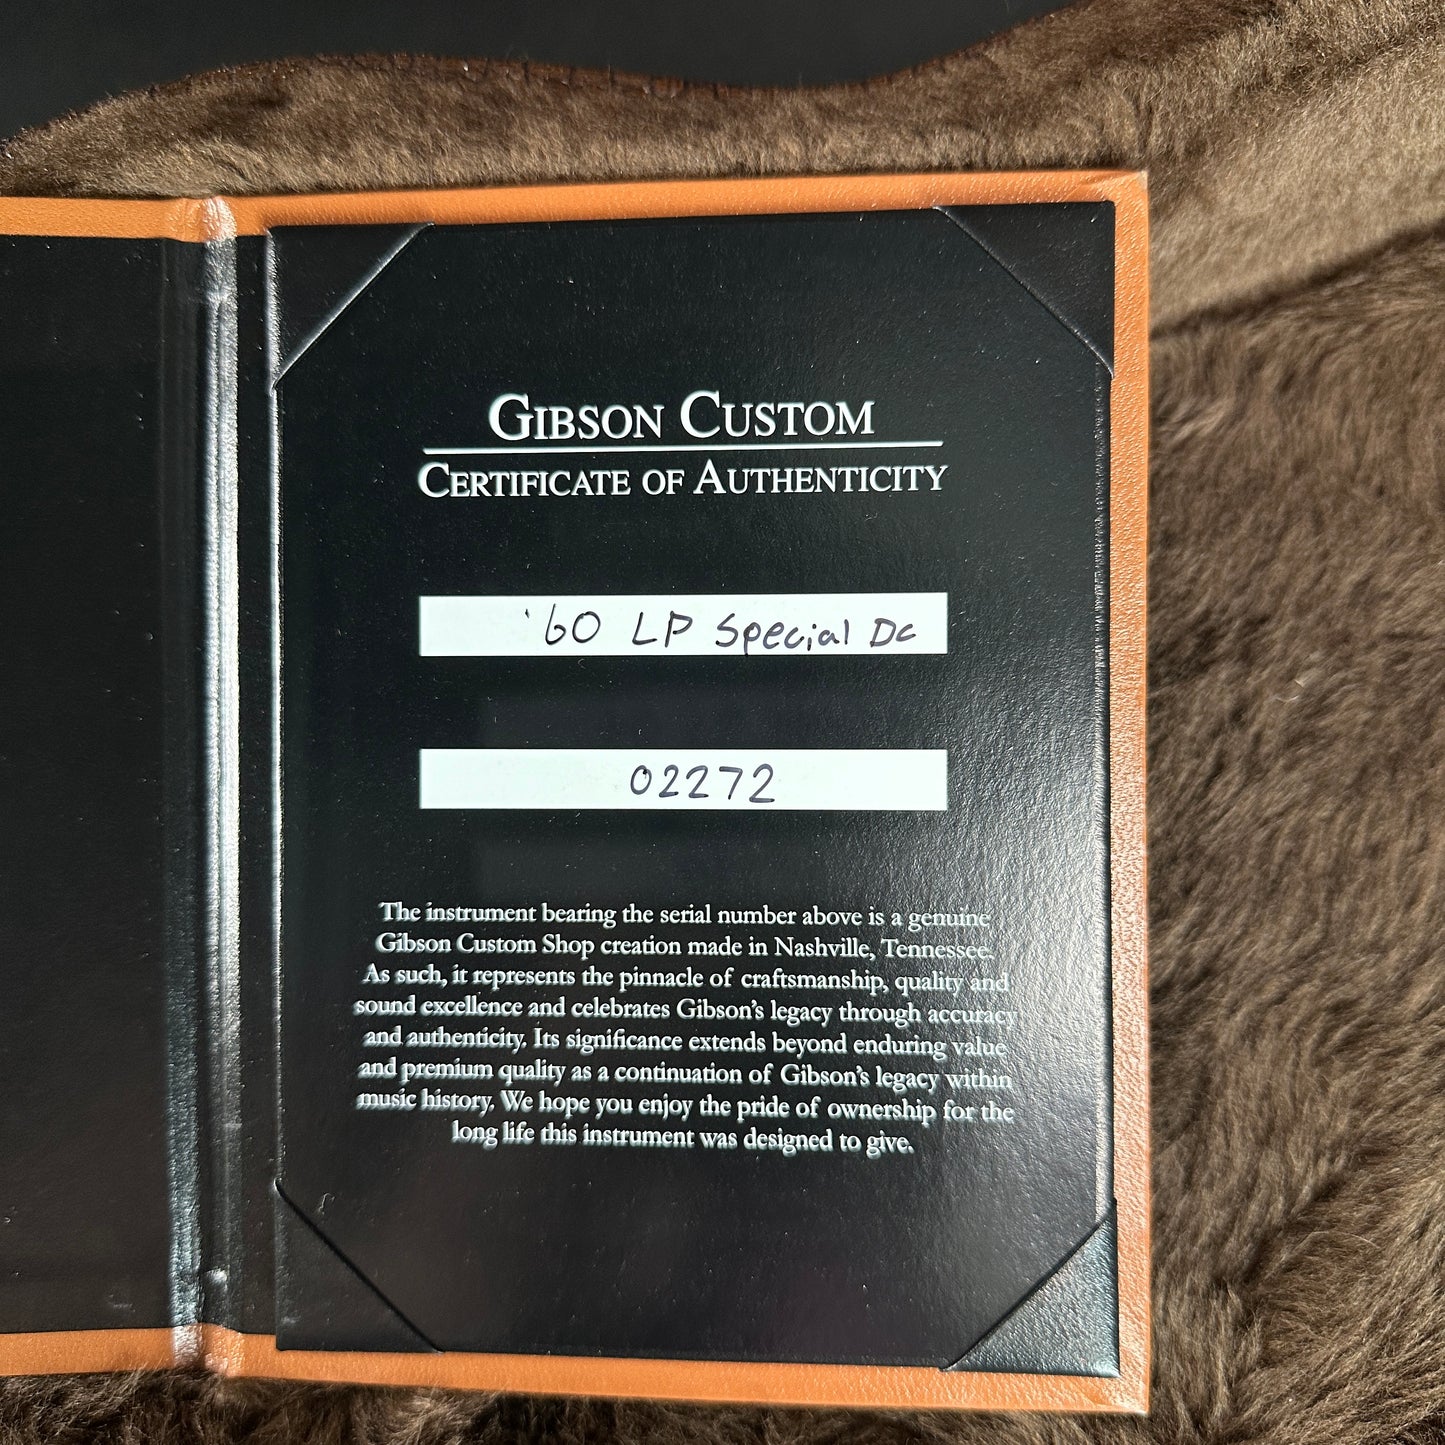 GIBSON CUSTOM
CERTIFICATE OF AUTHENTICITY
'60 LP Special DC
02272
The instrument bearing the serial number above is a genuine
Gibson Custom Shop creation made in Nashville, Tennessee.
As such, it represents the pinnacle of craftsmanship, quality and
sound excellence and celebrates Gibson's legacy through accuracy
and authenticity. Its significance extends beyond enduring value
and premium quality as a continuation of Gibson's legacy within
music history. We hope you enjoy the pride of ownership for the
long life this instrument was designed to give.